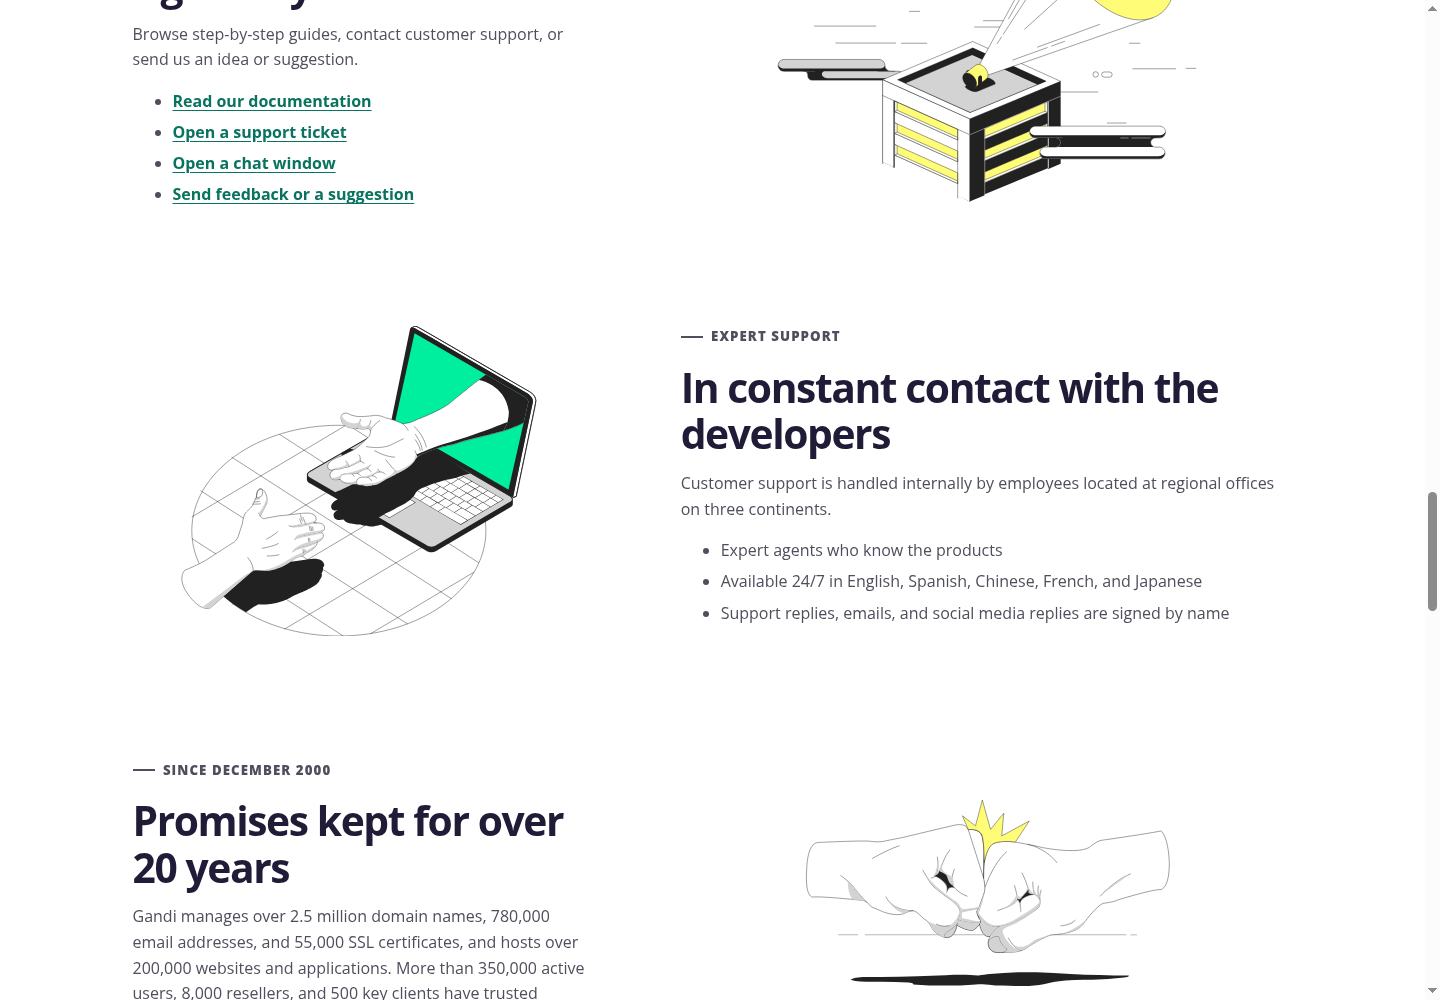 Browse step-by-step guides, contact customer support, or
send us an idea or suggestion.
Read our documentation
Open a support ticket
Open a chat window
Send feedback or a suggestion
EXPERT SUPPORT
In constant contact with the
developers
Customer support is handled internally by employees located at regional offices
on three continents.
Expert agents who know the products
Available 24/7 in English, Spanish, Chinese, French, and Japanese
Support replies, emails, and social media replies are signed by name
SINCE DECEMBER 2000
Promises kept for over
20 years
Gandi manages over 2.5 million domain names, 780,000
email addresses, and 55,000 SSL certificates, and hosts over
200,000 websites and applications. More than 350,000 active
users, 8,000 resellers, and 500 key clients have trusted